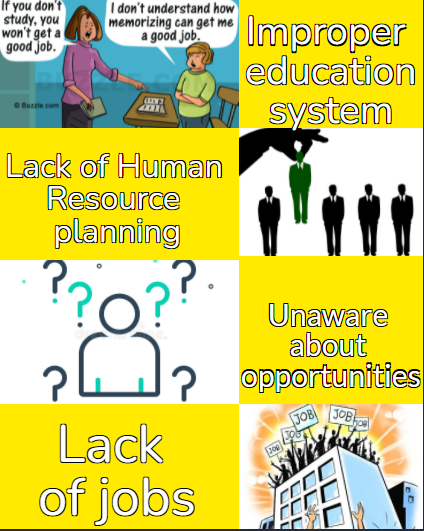 If you don't
study, you
won't get a
good job.
I don't understand how
memorizing can get me
a good job.
© Buzzle.com
Improper
education
system
Lack of Human
Resource
planning
Unaware
about
opportunities
Lack
of jobs
JOB
JOB
JOB
JOB
JOB
JOB